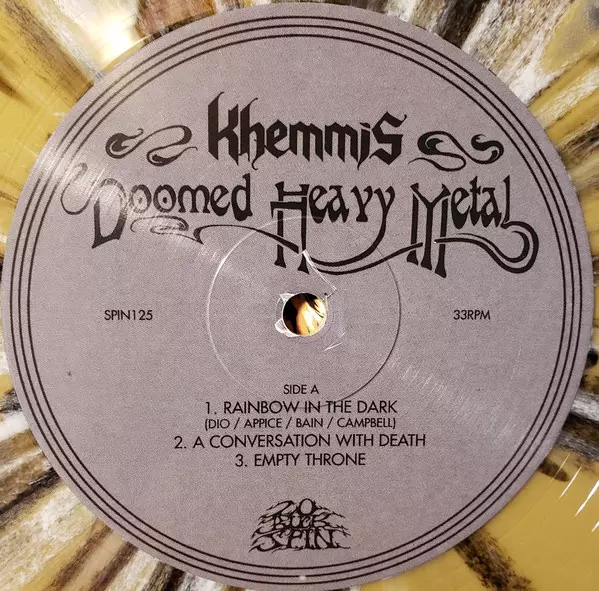 Khemmis
Doomed Heavy Metal
SPIN125
33RPM
SIDE A
1. RAINBOW IN THE DARK
(DIO / APPICE / BAIN / CAMPBELL)
2. A CONVERSATION WITH DEATH
3. EMPTY THRONE
20
BUCK
SPIN